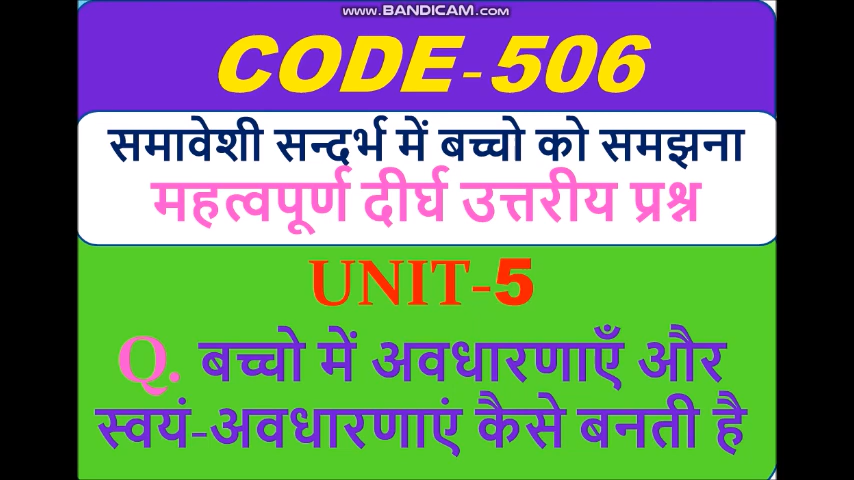 www.BANDICAM.com
CODE-506
समावेशी सन्दर्भ में बच्चो को समझना
महत्वपूर्ण दीर्घ उत्तरीय प्रश्न
UNIT-5
Q. बच्चो में अवधारणाएँ और
स्वयं-अवधारणाएं कैसे बनती है